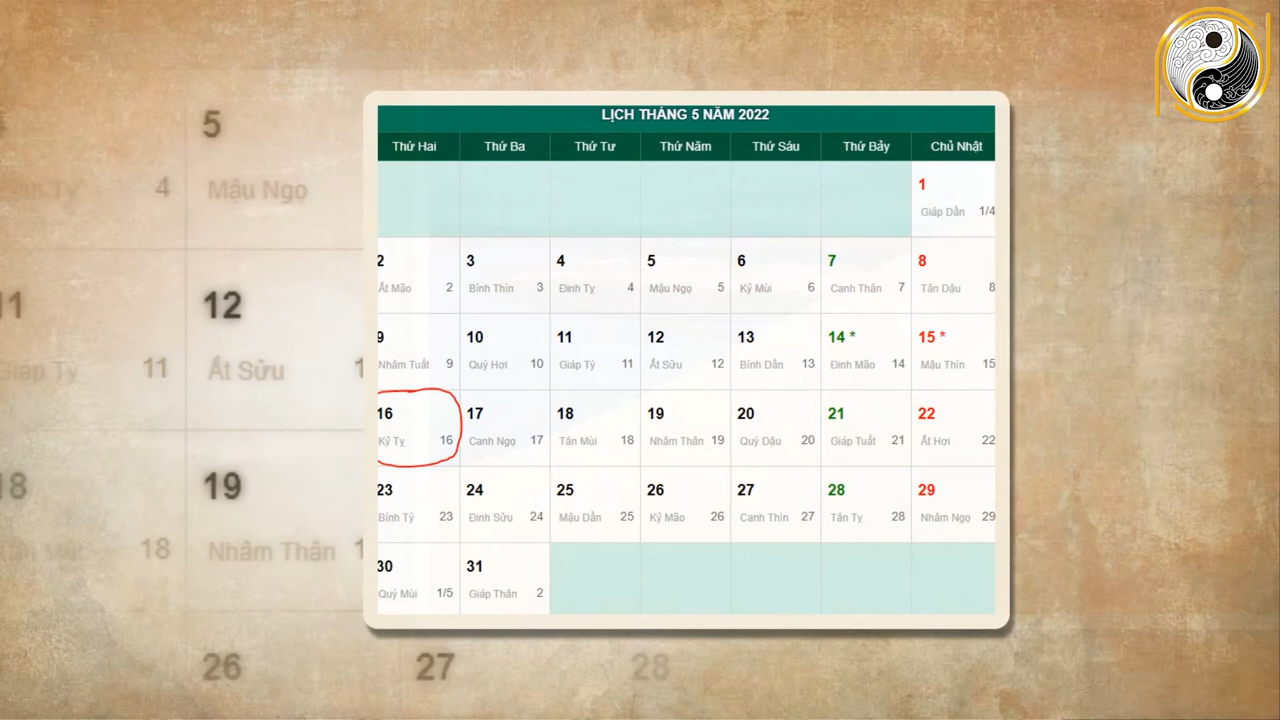 LỊCH THÁNG 5 NĂM 2022
Thứ Hai Thứ Ba Thứ Tư Thứ Năm Thứ Sáu Thứ Bảy Chủ Nhật
1
Giáp Dần 1/4
2 3 4 5 6 7 8
Ất Mão 2 Bính Thìn 3 Đinh Tỵ 4 Mậu Ngọ 5 Kỷ Mùi 6 Canh Thân 7 Tân Dậu 8
9 10 11 12 13 14 * 15 *
Nhâm Tuất 9 Quý Hợi 10 Giáp Tý 11 Ất Sửu 12 Bính Dần 13 Đinh Mão 14 Mậu Thìn 15
16 17 18 19 20 21 22
Kỷ Tỵ 16 Canh Ngọ 17 Tân Mùi 18 Nhâm Thân 19 Quý Dậu 20 Giáp Tuất 21 Ất Hợi 22
23 24 25 26 27 28 29
Bính Tý 23 Đinh Sửu 24 Mậu Dần 25 Kỷ Mão 26 Canh Thìn 27 Tân Tỵ 28 Nhâm Ngọ 29
30 31
Quý Mùi 1/5 Giáp Thân 2
5
4 Mậu Ngọ
11 12
Giáp Tý 11 Ất Sửu
18 19
18 Nhâm Thân
26 27 28